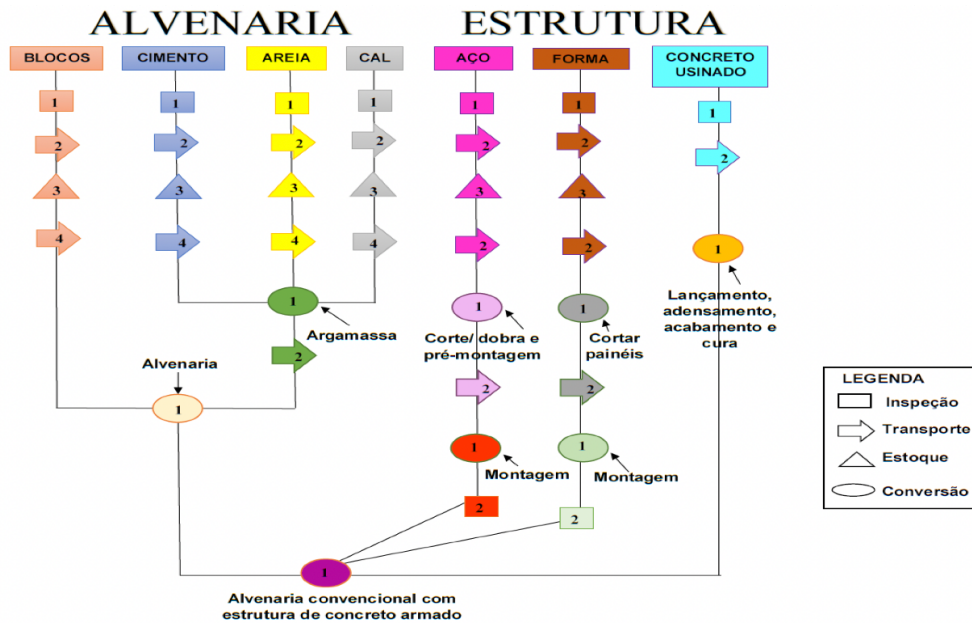 ALVENARIA
ESTRUTURA
BLOCOS
CIMENTO
AREIA
CAL
AÇO
FORMA
CONCRETO
USINADO
1 1 1 1 1 1 1
2 2 2 2 2 2 2
3 3 3 3 3 3
4 4 4 4 2 2 1
Lançamento,
adensamento,
acabamento e
cura
1 1 1
Argamassa
Corte/ dobra e
pré-montagem
Cortar
painéis
2
Alvenaria
2 2
1
1 1
Montagem
Montagem
2
2
1
Alvenaria convencional com
estrutura de concreto armado
LEGENDA
Inspeção
Transporte
Estoque
Conversão